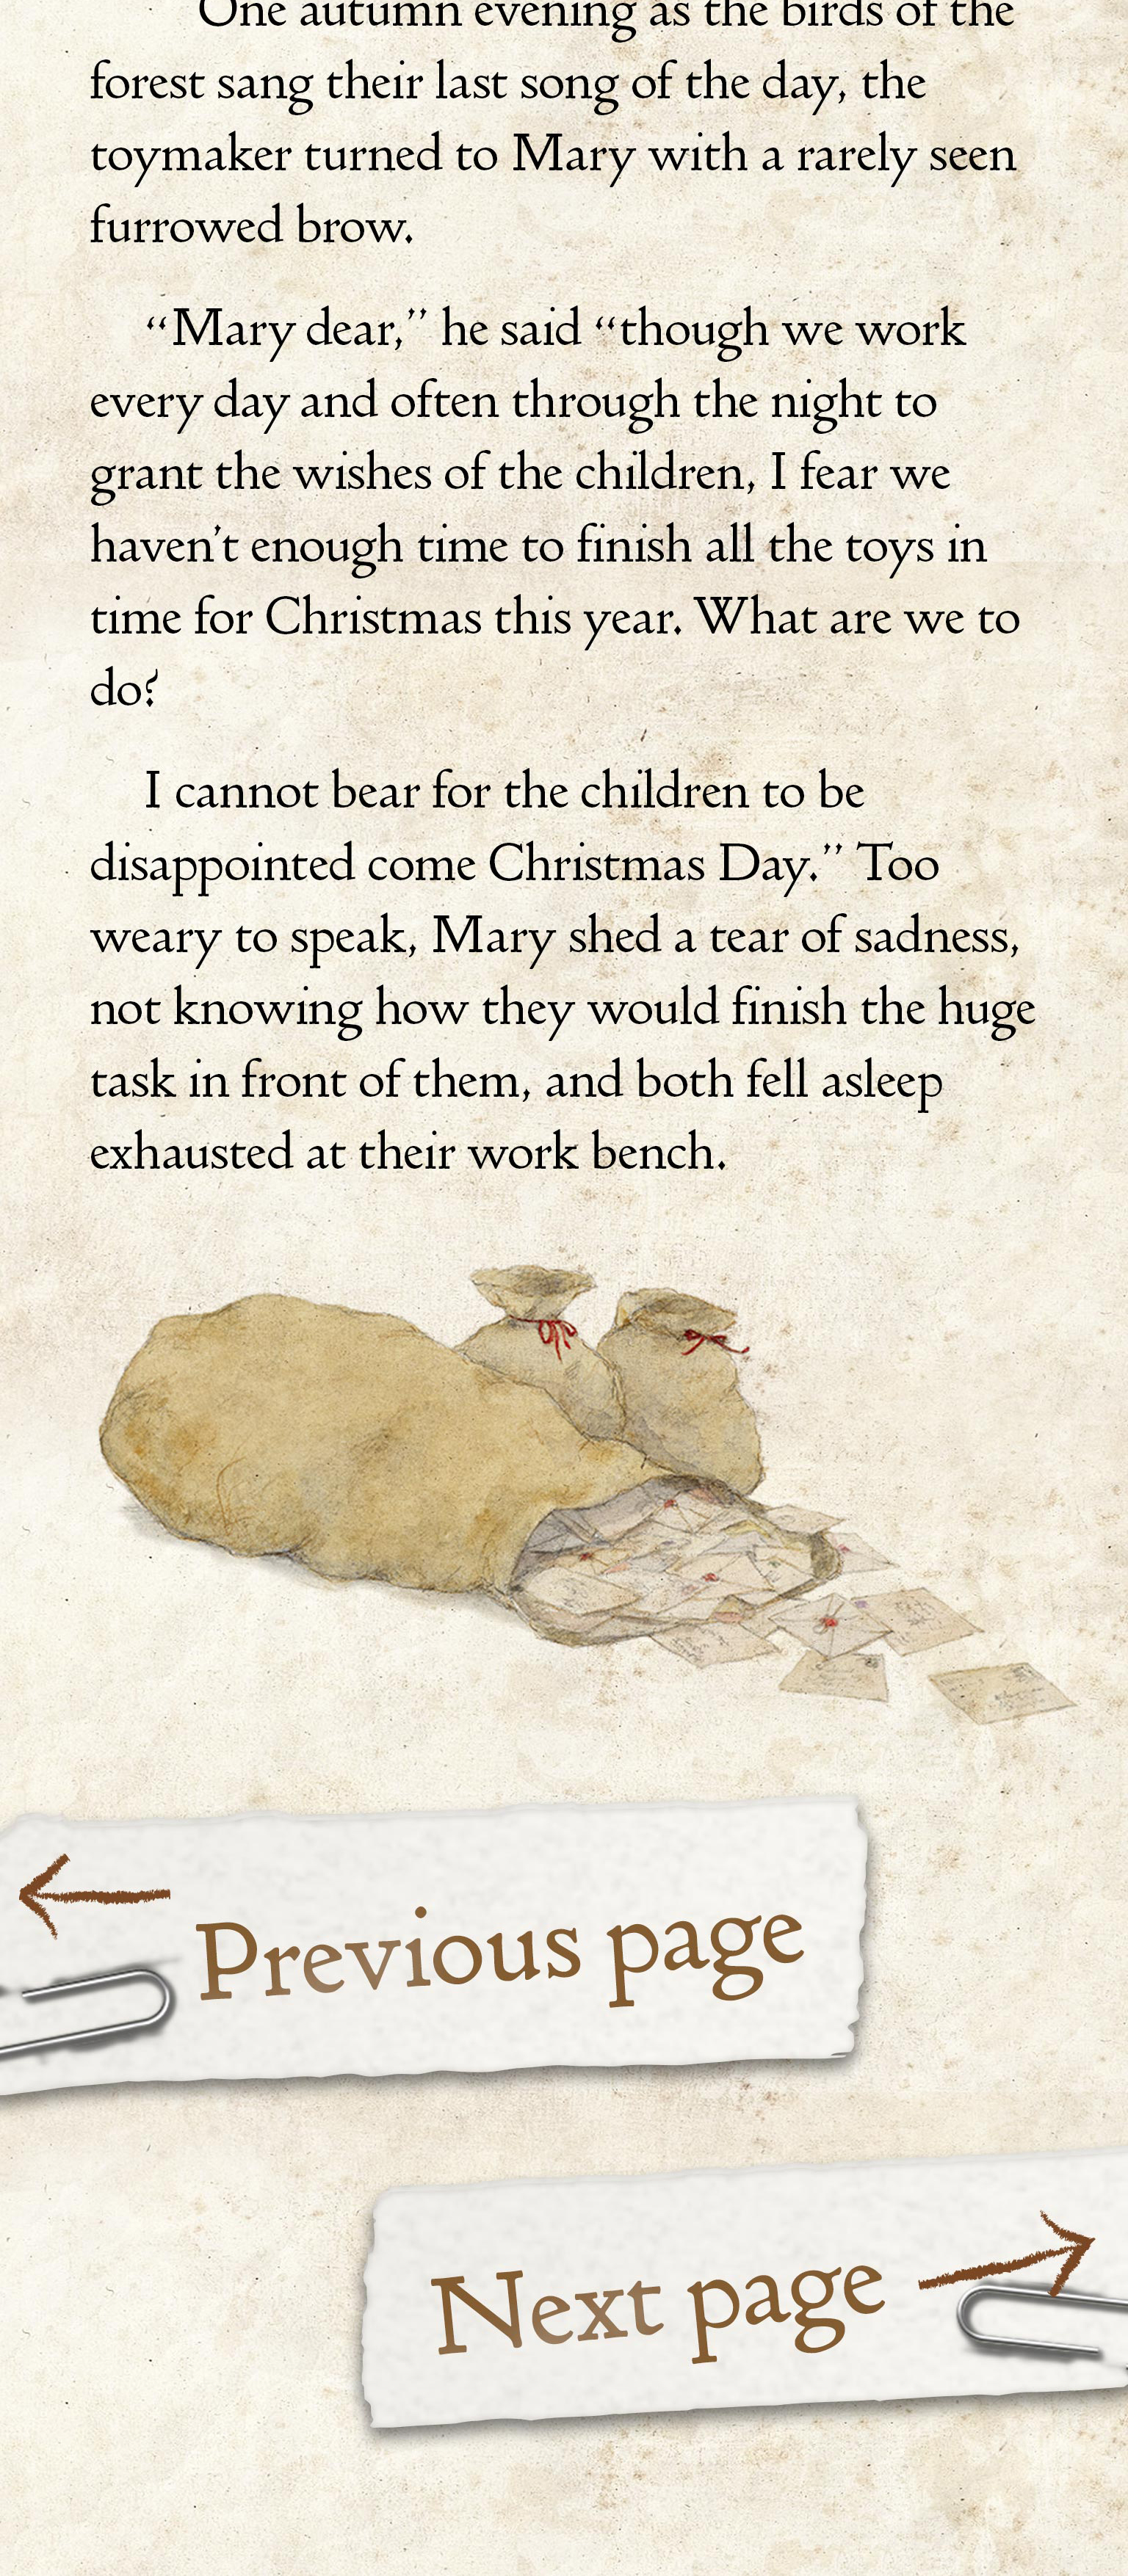 One autumn evening as the birds of the
forest sang their last song of the day, the
toymaker turned to Mary with a rarely seen
furrowed brow.
“Mary dear,” he said “though we work
every day and often through the night to
grant the wishes of the children, I fear we
haven’t enough time to finish all the toys in
time for Christmas this year. What are we to
do?
I cannot bear for the children to be
disappointed come Christmas Day.” Too
weary to speak, Mary shed a tear of sadness,
not knowing how they would finish the huge
task in front of them, and both fell asleep
exhausted at their work bench.
Previous page
Next page